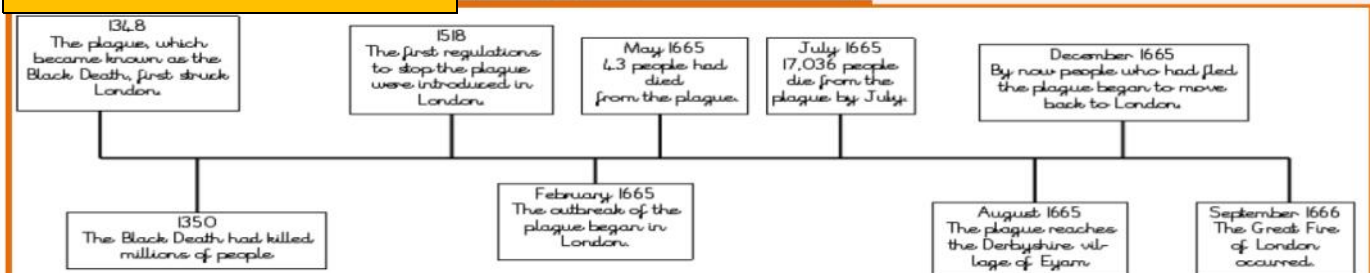 1348
The plague, which
became known as the
Black Death, first struck
London.
1350
The Black Death had killed
millions of people
1518
The first regulations
to stop the plague
were introduced in
London.
February 1665
The outbreak of the
plague began in
London.
May 1665
43 people had
died
from the plague.
July 1665
17,036 people
die from the
plague by July.
August 1665
The plague reaches
the Derbyshire vil-
lage of Eyam
December 1665
By now people who had fled
the plague began to move
back to London.
September 1666
The Great Fire
of London
occurred.